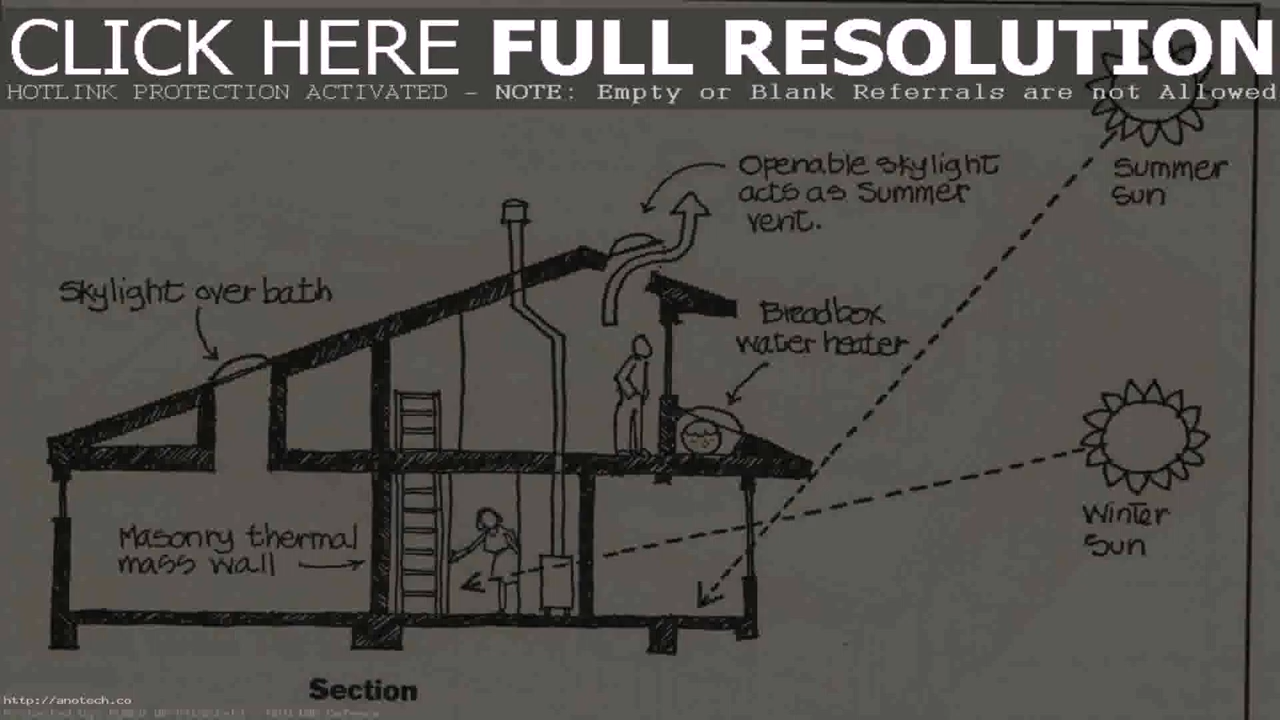 CLICK HERE FULL RESOLUTION
HOTLINK PROTECTION ACTIVATED - NOTE: Empty or Blank Referrals are not Allowed
Openable skylight
acts as Summer
vent.
Summer
Sun
Skylight over bath
Breadbox
water heater
Winter
Sun
Masonry thermal
mass wall
Section
http://anotech.co